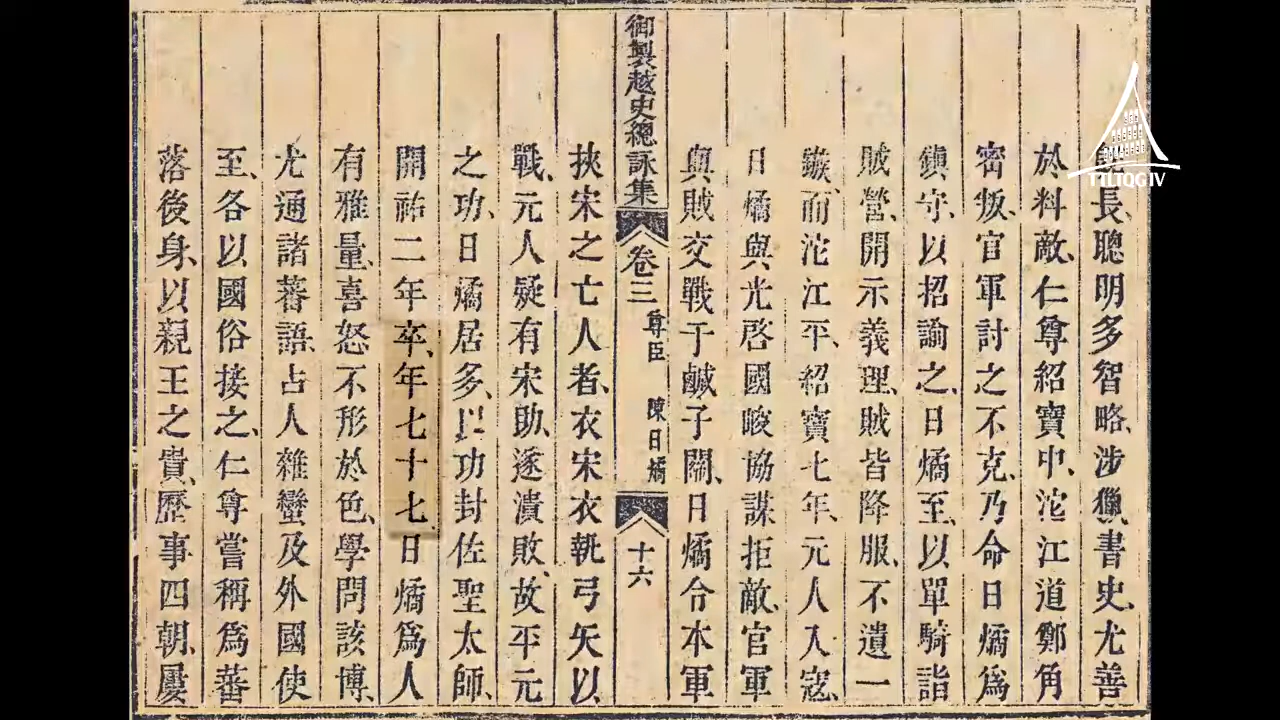 長、聰明多智略、涉獵書史、尤善
於料敵、仁尊紹寶中、沱江道鄭角
密叛、官軍討之不克、乃命日燏爲
鎮守、以招諭之、日燏至、以單騎詣
賊營、開示義理、賊皆降服、不遺一
鏃、而沱江平、紹寶七年、元人入寇、
日燏與光啓國峻協謀拒敵、官軍
與賊交戰于鹹子關、日燏合本軍
御製越史總詠集
卷三
尊臣 陳日燏
十六
挾宋之亡人者、衣宋衣、執弓矢以
戰、元人疑有宋助、遂潰敗、故平元
之功、日燏居多、以功封佐聖太師、
開祐二年卒、年七十七、日燏爲人
有雅量、喜怒不形於色、學問該博、
尤通諸蕃語、占人雜蠻及外國使
至、各以國俗接之、仁尊嘗稱爲蕃
落後身、以親王之貴、歷事四朝、屢
TTLTQGIV